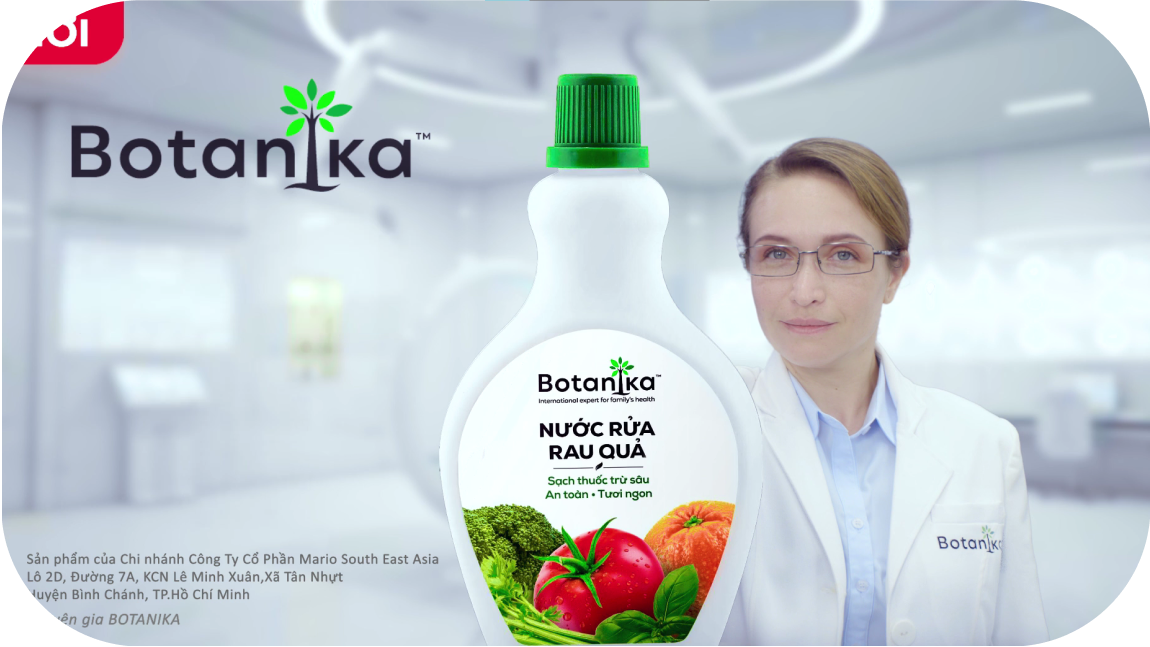 Botanika™
Botanika™
International expert for family's health
NƯỚC RỬA
RAU QUẢ
Sạch thuốc trừ sâu
An toàn • Tươi ngon
Botanika
Sản phẩm của Chi nhánh Công Ty Cổ Phần Mario South East Asia
Lô 2D, Đường 7A, KCN Lê Minh Xuân,Xã Tân Nhựt
Huyện Bình Chánh, TP.Hồ Chí Minh
gia BOTANIKA